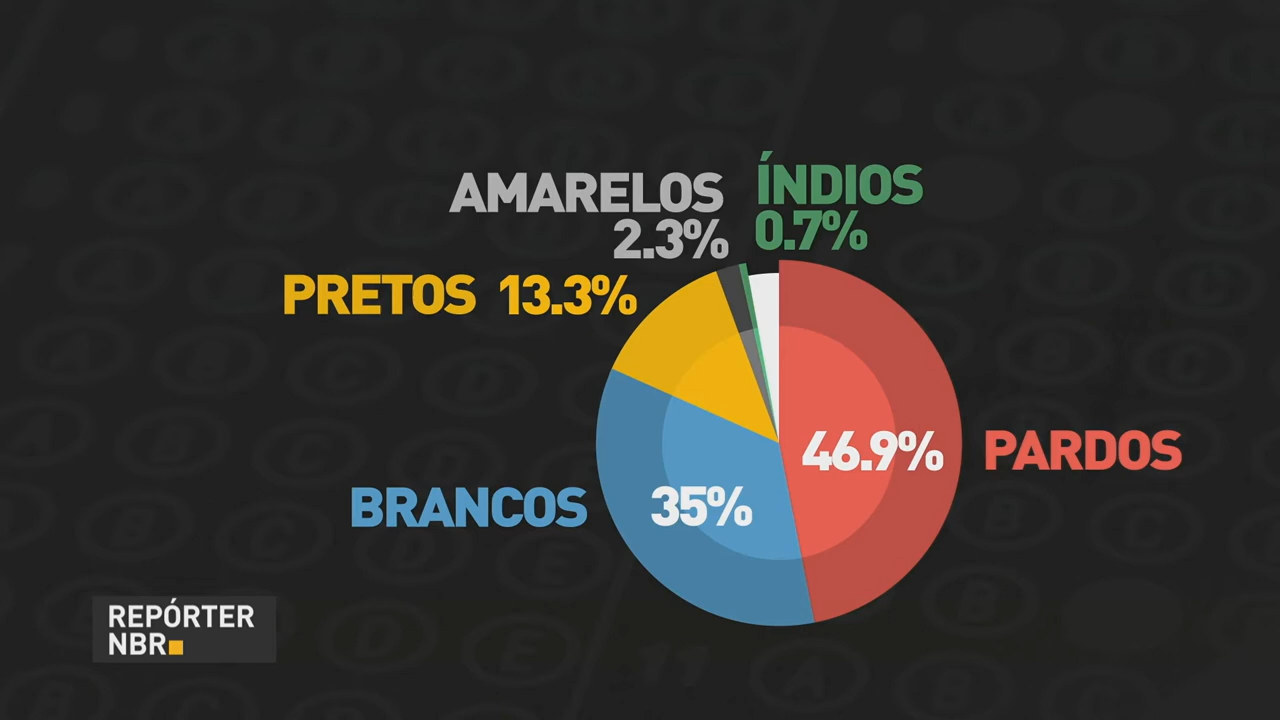 AMARELOS
2.3%
ÍNDIOS
0.7%
PRETOS 13.3%
46.9% PARDOS
BRANCOS 35%
REPÓRTER
NBR